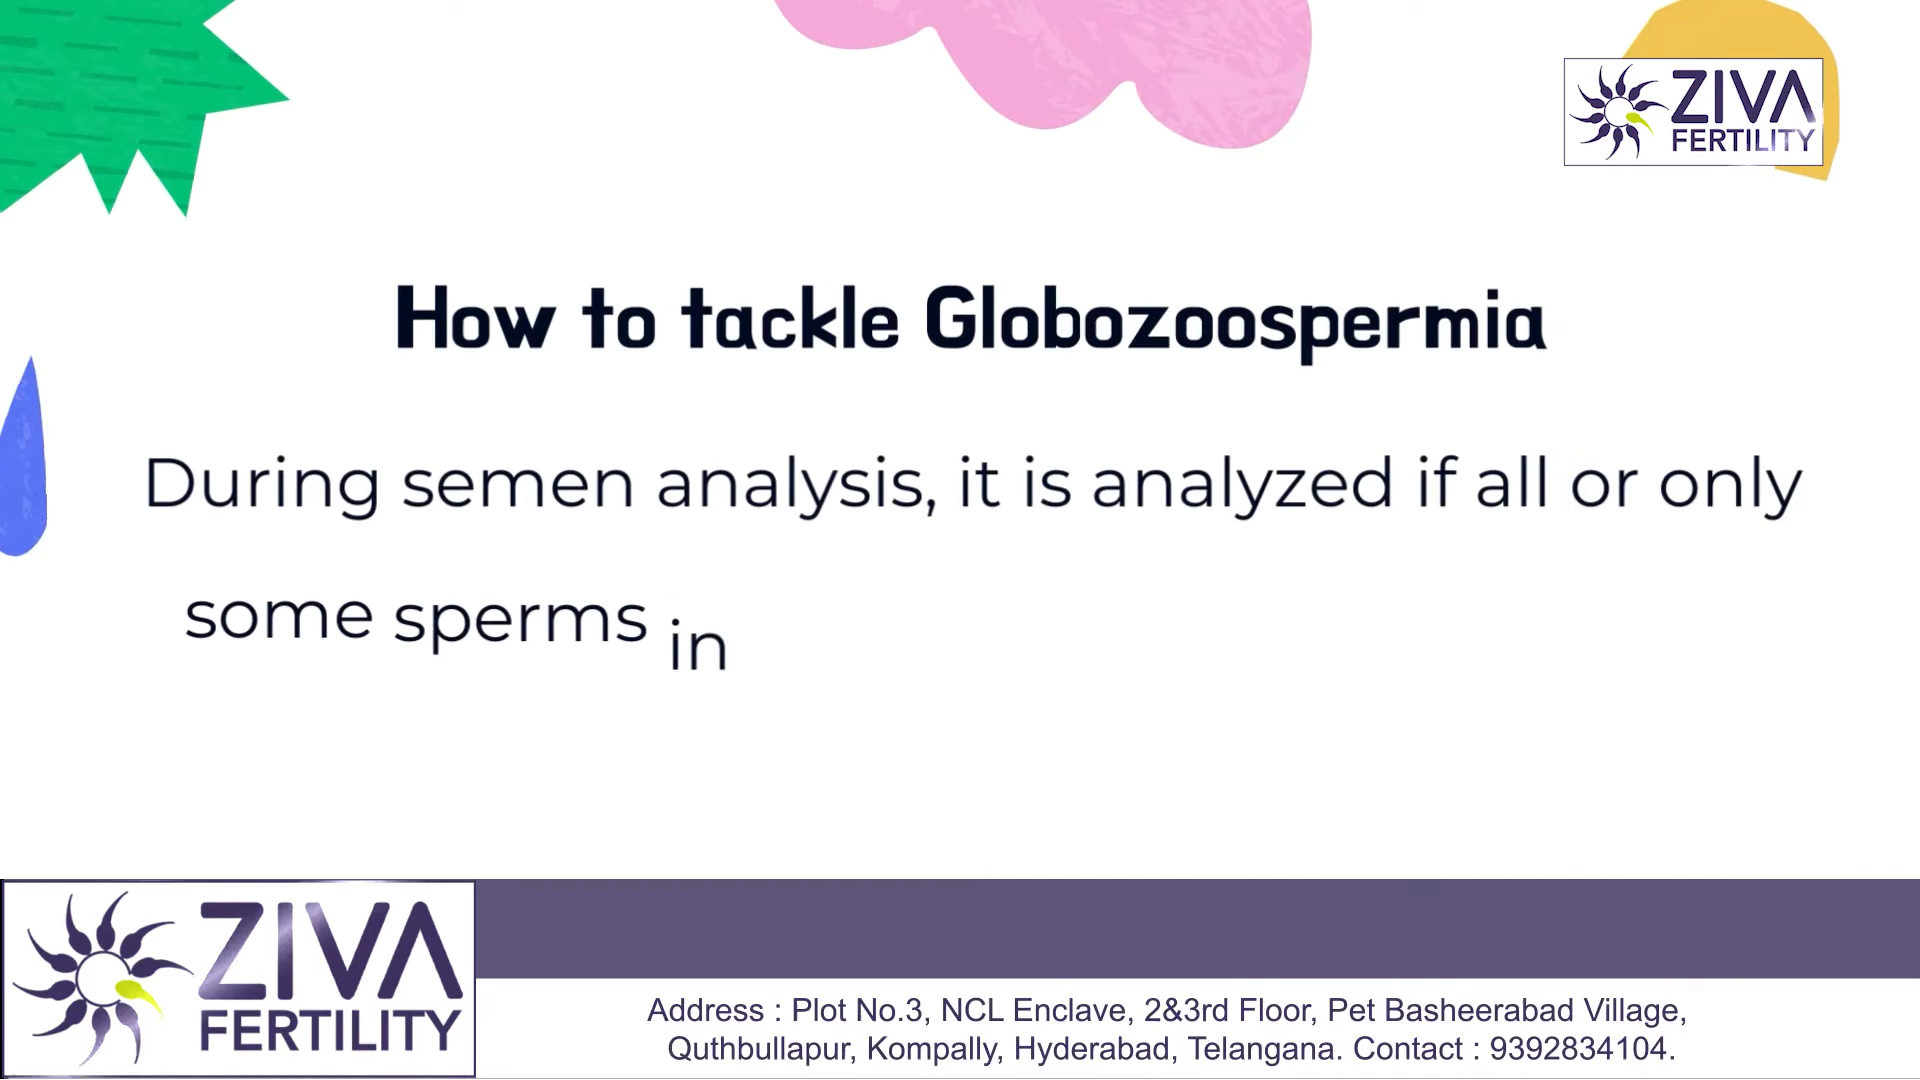 ZIVA
FERTILITY
How to tackle Globozoospermia
During semen analysis, it is analyzed if all or only
some sperms in
ZIVA
FERTILITY
Address : Plot No.3, NCL Enclave, 2&3rd Floor, Pet Basheerabad Village,
Quthbullapur, Kompally, Hyderabad, Telangana. Contact : 9392834104.